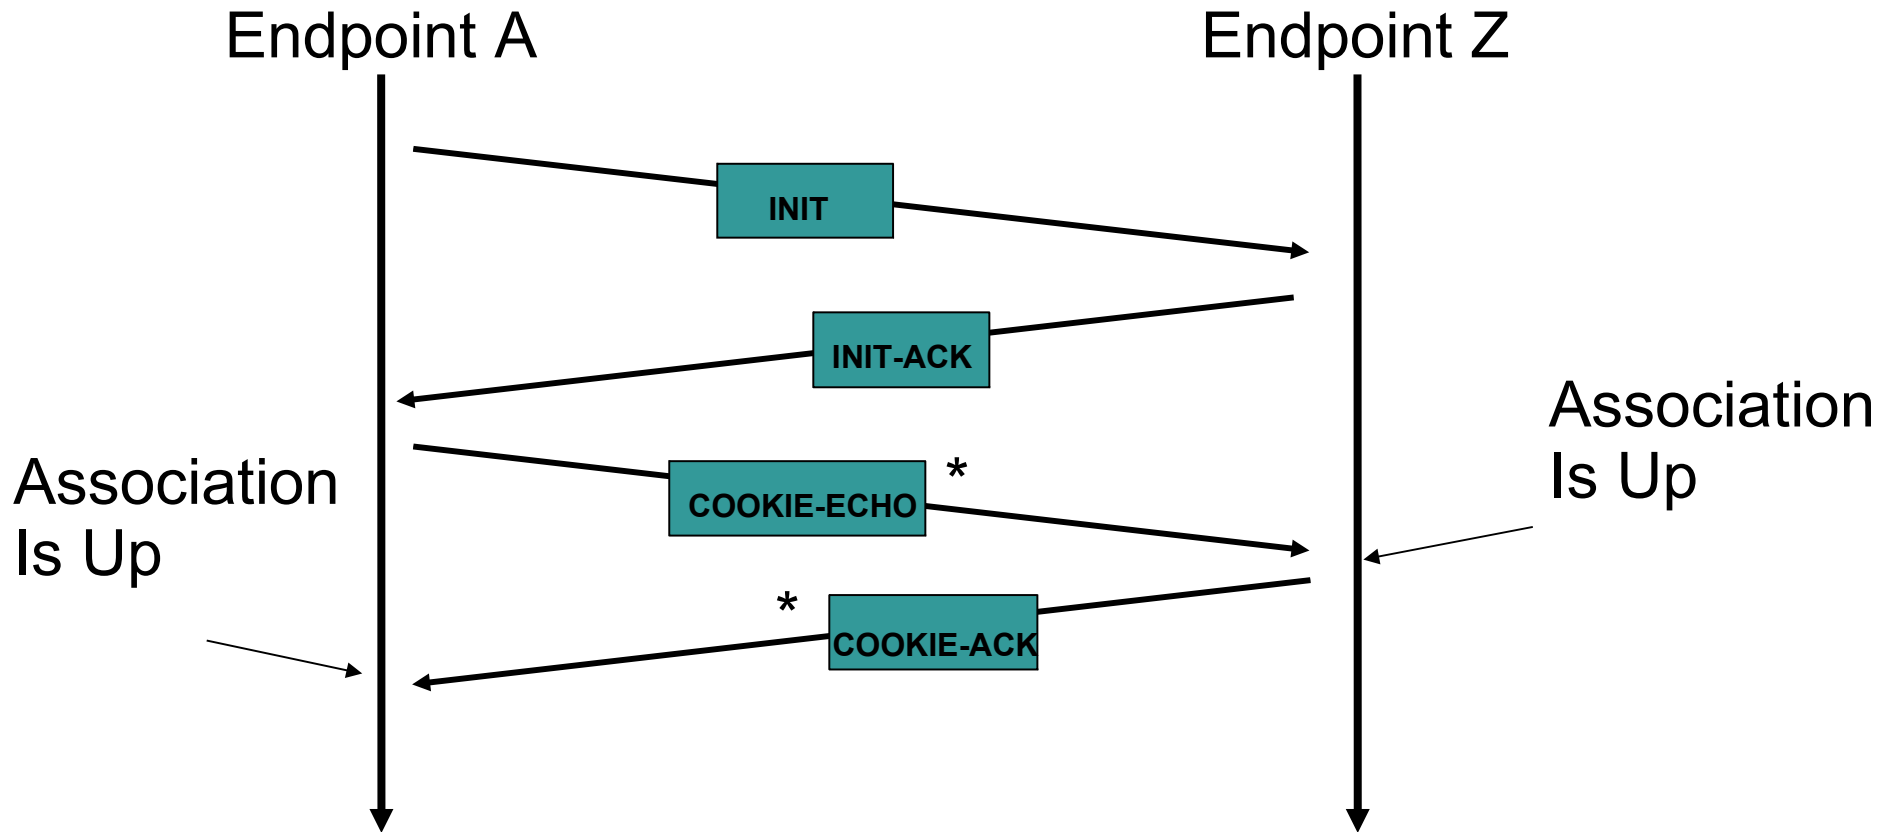 Endpoint A
Endpoint Z
INIT
INIT-ACK
Association
Is Up
COOKIE-ECHO *
Association
Is Up
* COOKIE-ACK